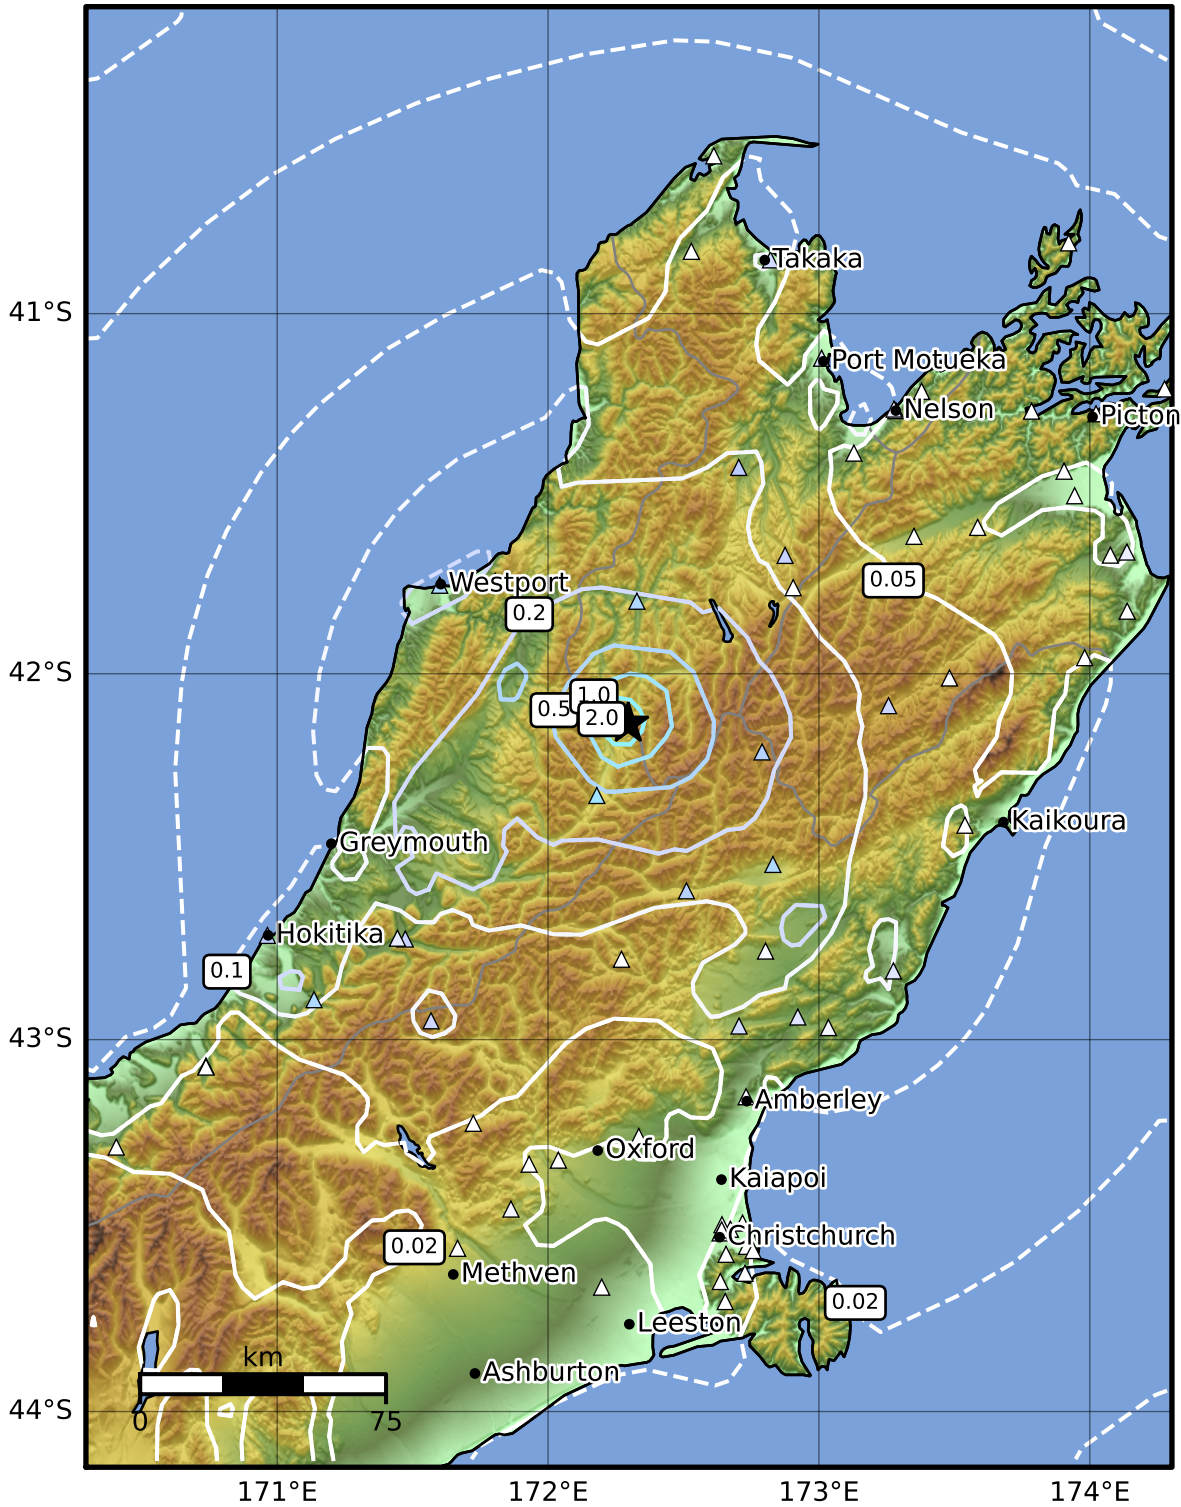 Takaka
41°S
Port Motueka
Nelson
Picton
Westport
0.05
0.2
42°S
1.0
0.5
2.0
Kaikoura
Greymouth
Hokitika
0.1
43°S
Amberley
Oxford
Kaiapoi
Christchurch
0.02
Methven
0.02
Leeston
km
Ashburton
0
75
44°S
171°E
172°E
173°E
174°E